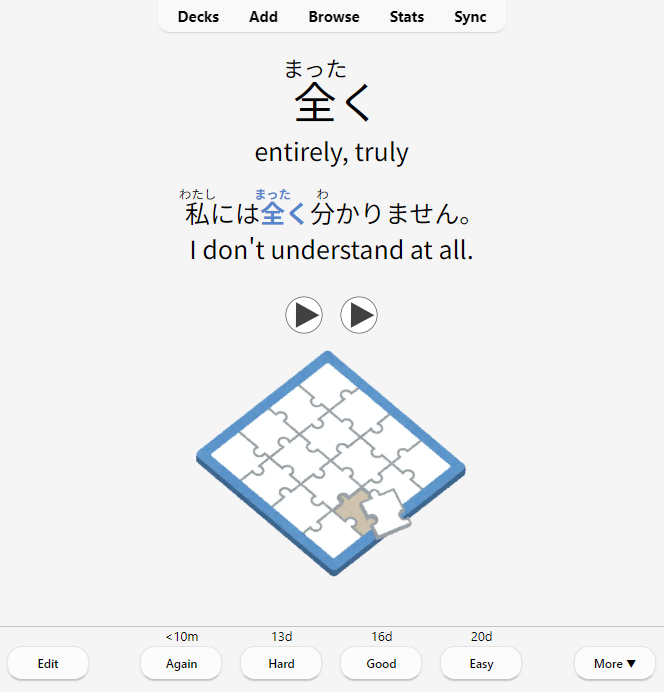 Decks Add Browse Stats Sync
まった
全く
entirely, truly
わたし まった わ
私には全く分かりません。
I don't understand at all.
<10m 13d 16d 20d
Edit Again Hard Good Easy More ▼